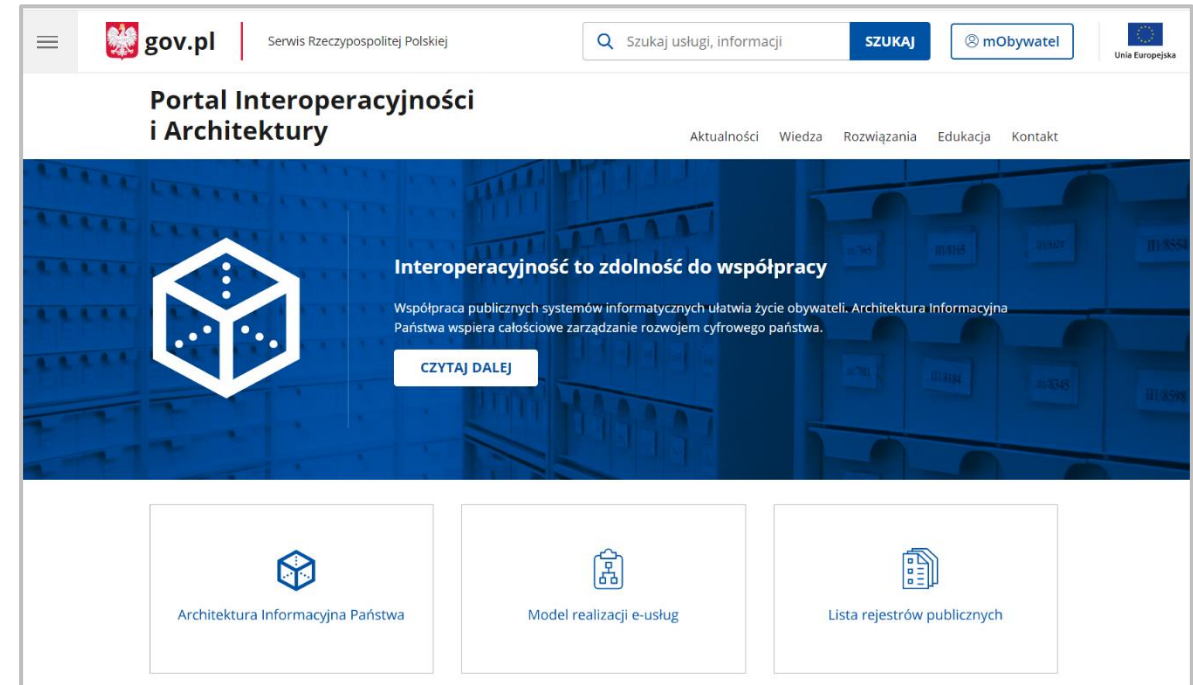 gov.pl
Serwis Rzeczypospolitej Polskiej
Szukaj usługi, informacji
SZUKAJ
mObywatel
Unia Europejska
Portal Interoperacyjności
i Architektury
Aktualności Wiedza Rozwiązania Edukacja Kontakt
Interoperacyjność to zdolność do współpracy
Współpraca publicznych systemów informatycznych ułatwia życie obywateli. Architektura Informacyjna
Państwa wspiera całościowe zarządzanie rozwojem cyfrowego państwa.
CZYTAJ DALEJ
Architektura Informacyjna Państwa
Model realizacji e-usług
Lista rejestrów publicznych